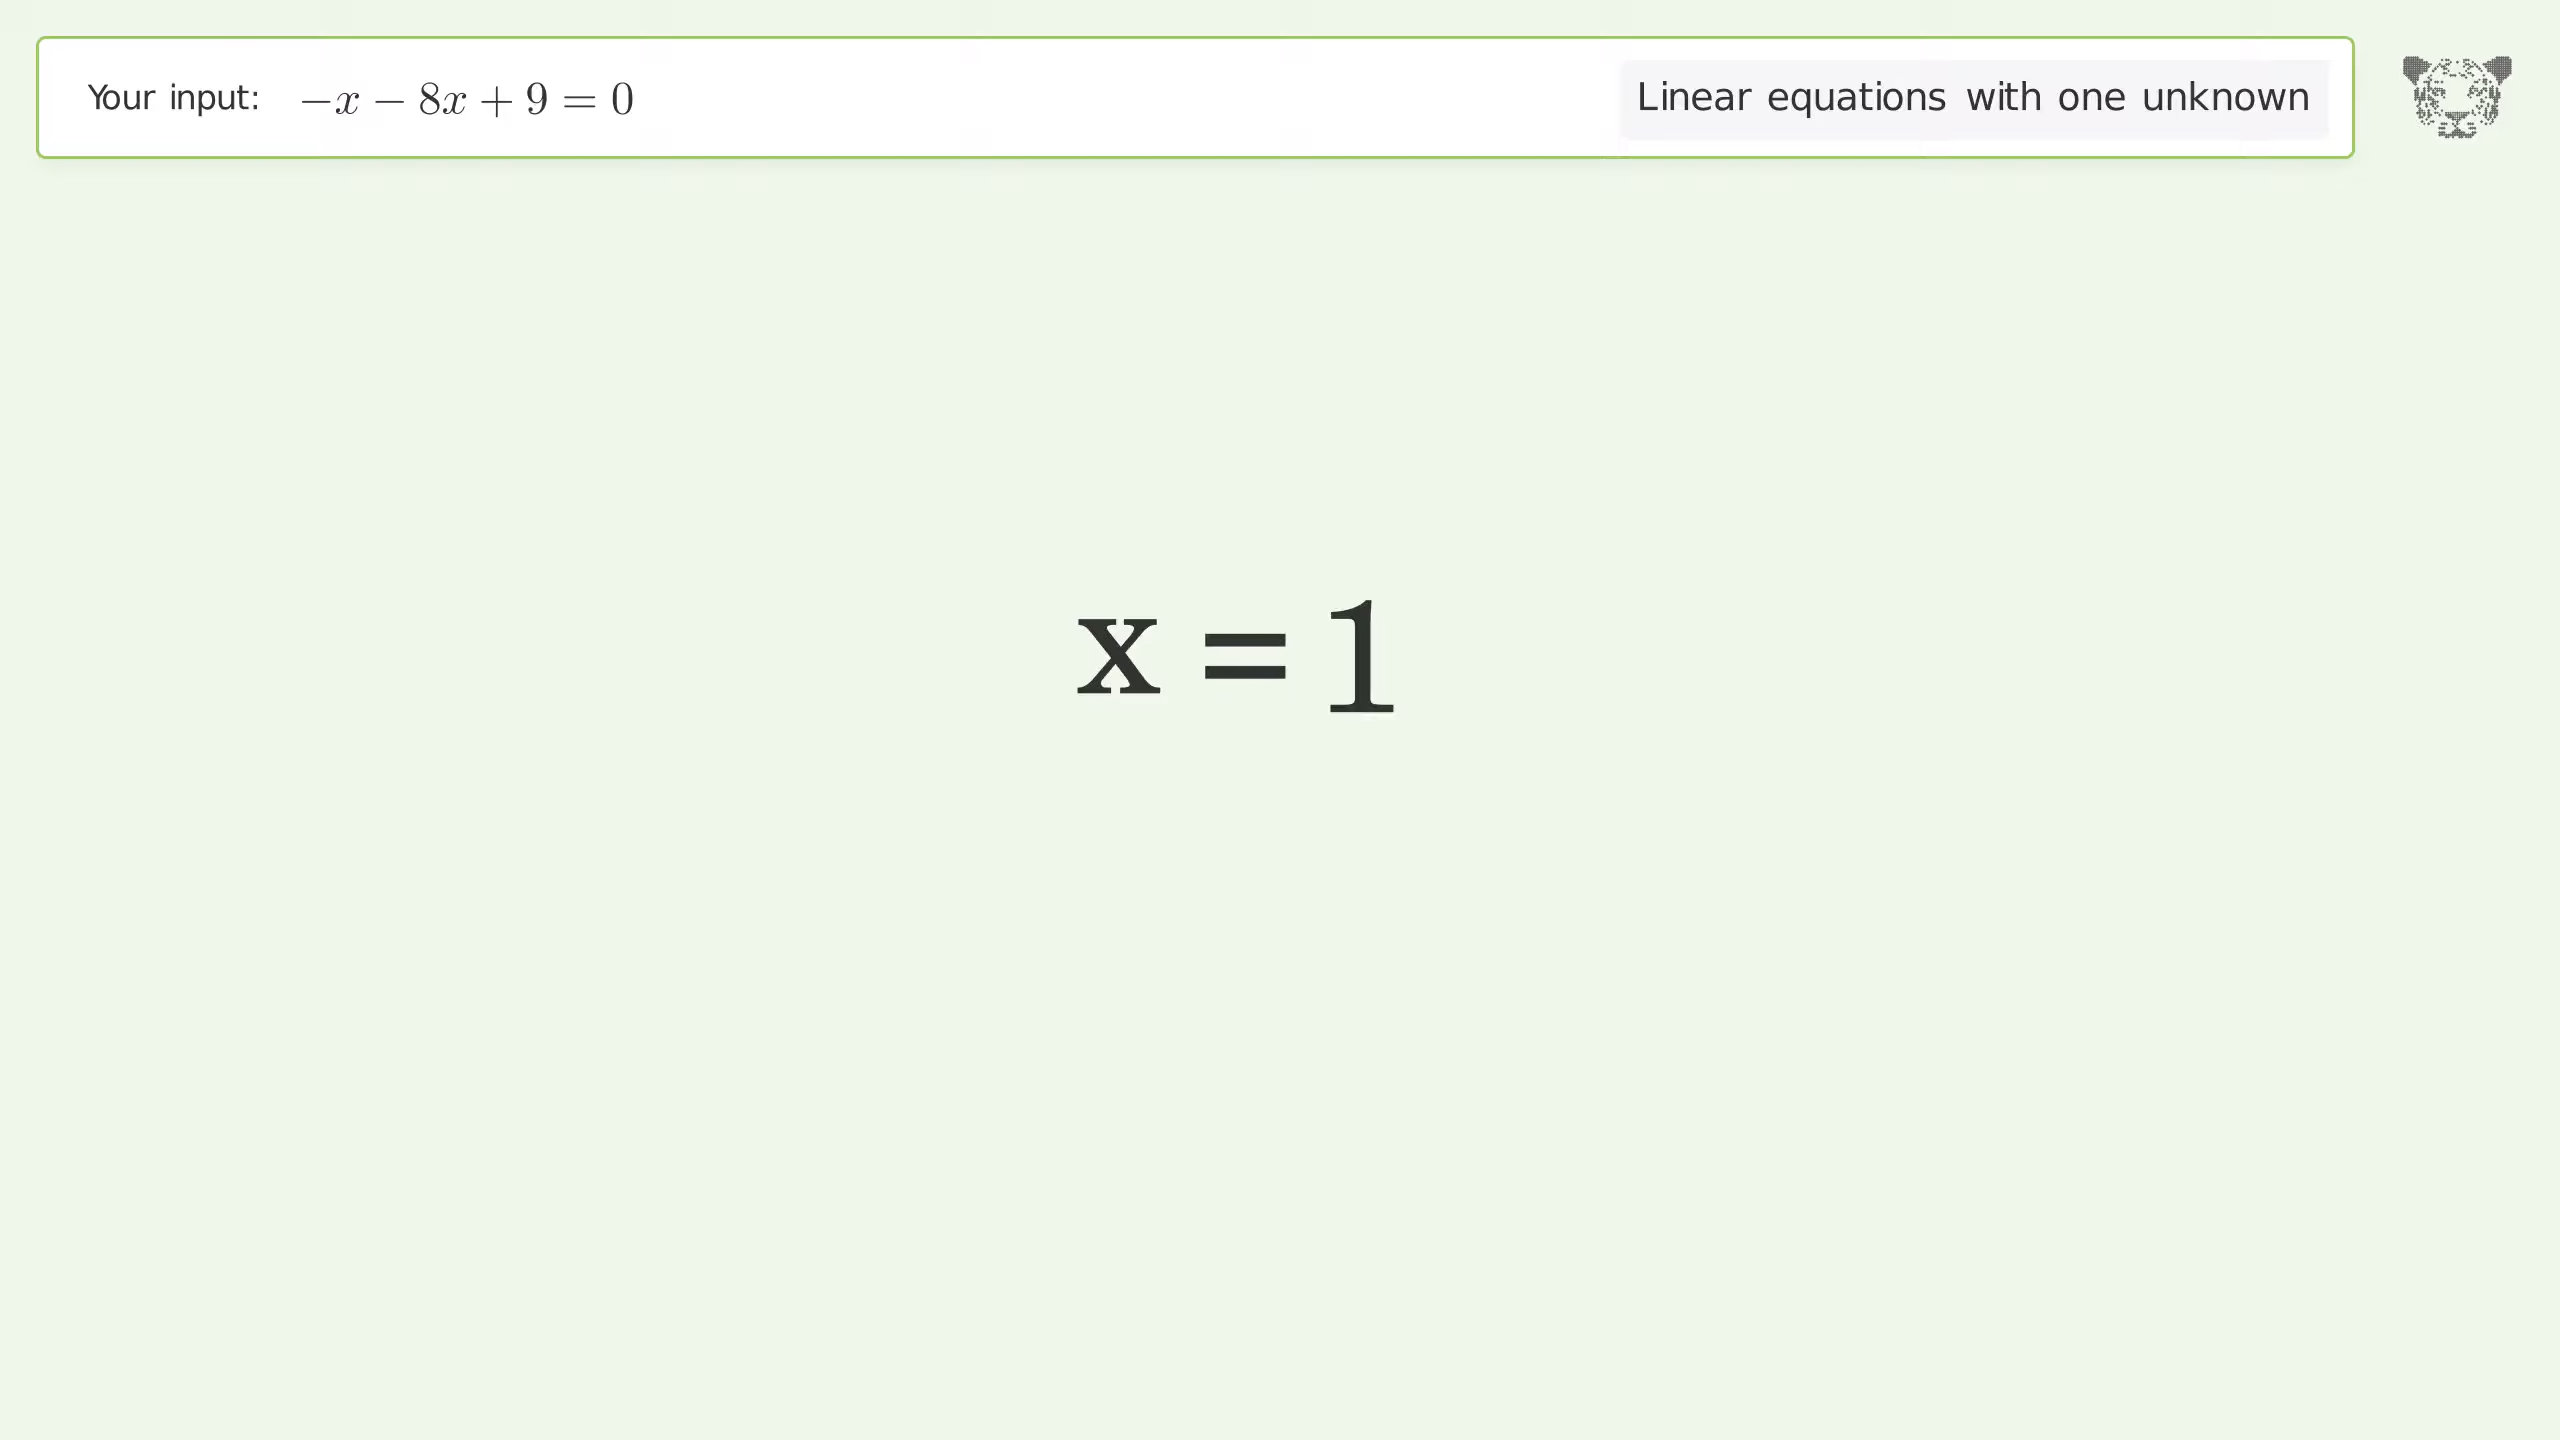 Your input: −x − 8x + 9 = 0
Linear equations with one unknown
x = 1